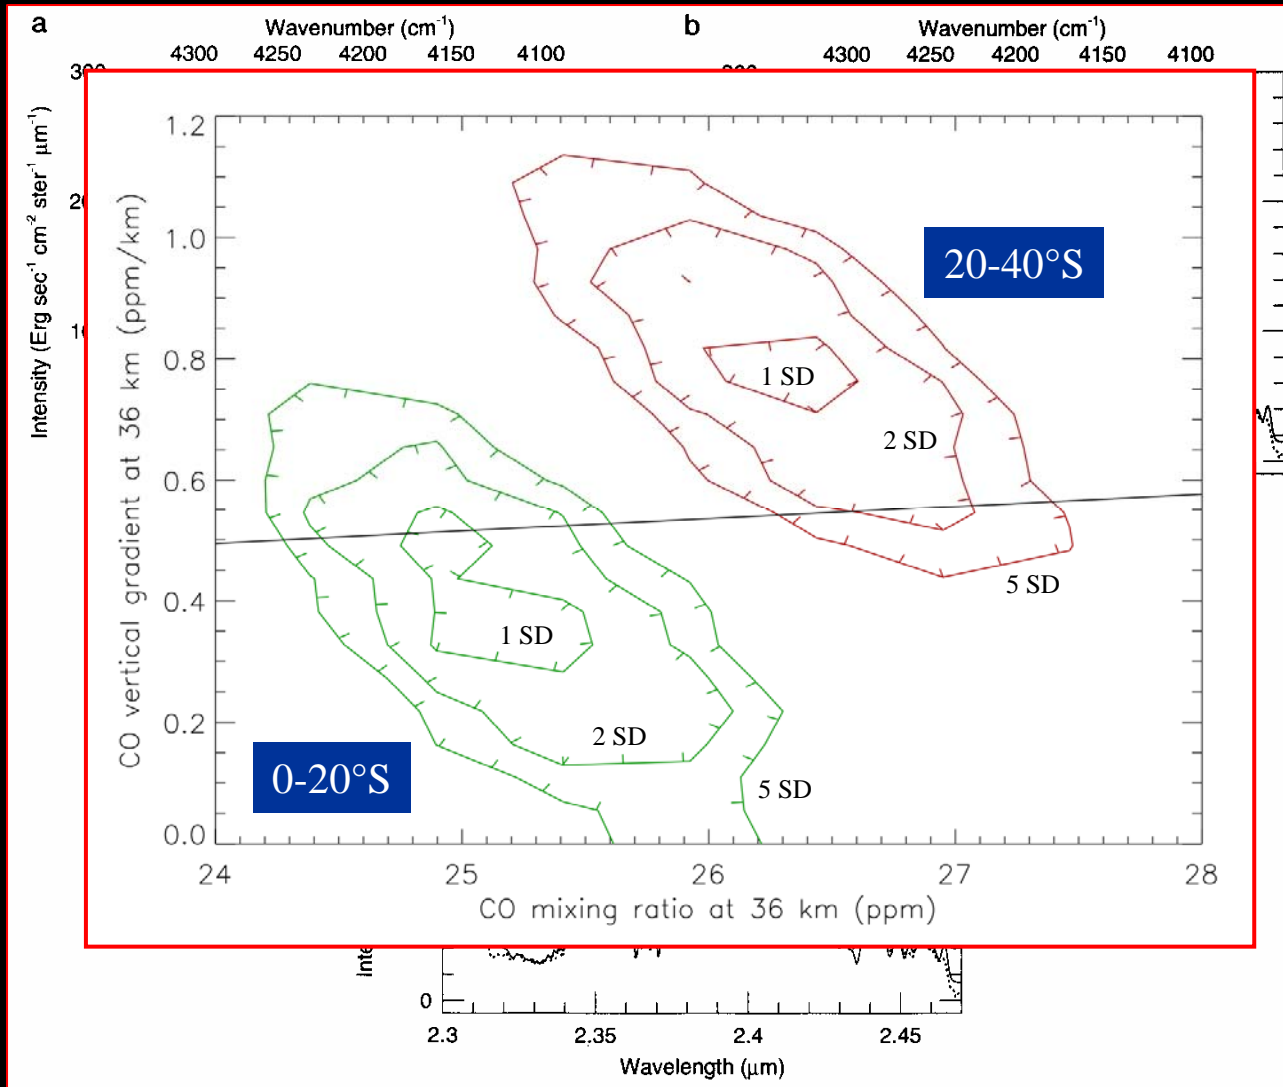 a
Wavenumber (cm⁻¹)
b
Wavenumber (cm⁻¹)
4300 4250 4200 4150 4100
4300 4250 4200 4150 4100
Intensity (Erg sec⁻¹ cm⁻² ster⁻¹ μm⁻¹)
CO vertical gradient at 36 km (ppm/km)
1.2
1.0
0.8
0.6
0.4
0.2
0.0
20-40°S
1 SD
2 SD
5 SD
1 SD
2 SD
5 SD
0-20°S
24 25 26 27 28
CO mixing ratio at 36 km (ppm)
0
2.3 2.35 2.4 2.45
Wavelength (μm)